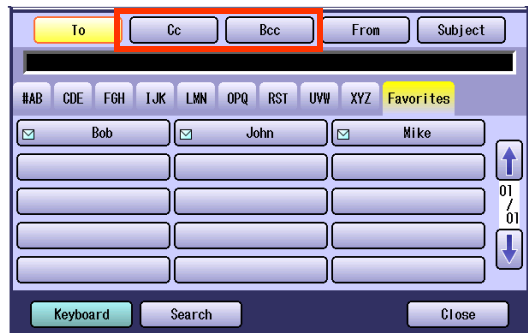 To Cc Bcc From Subject
#AB CDE FGH IJK LMN OPQ RST UVW XYZ Favorites
Bob John Mike
01
/
01
Keyboard Search Close